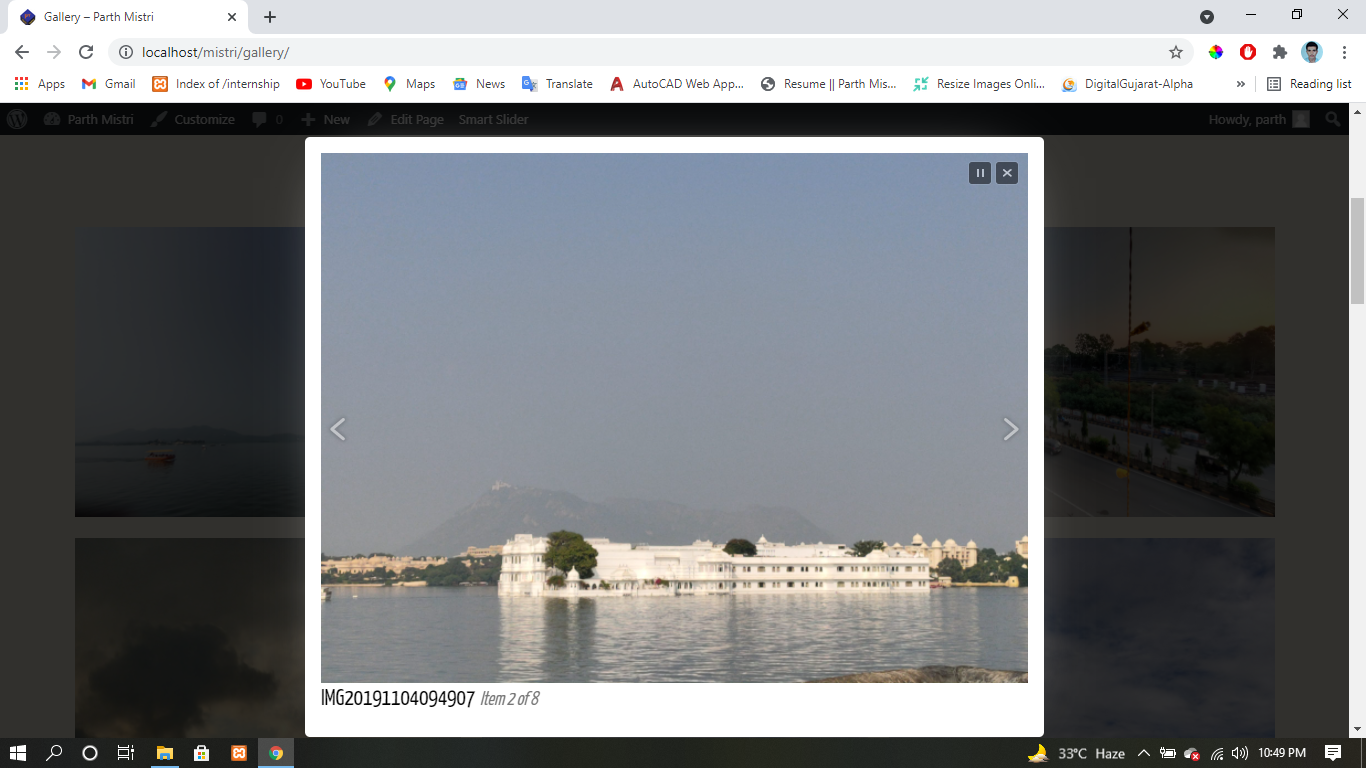 Gallery – Parth Mistri
localhost/mistri/gallery/
Apps Gmail Index of /internship YouTube Maps News Translate AutoCAD Web App... Resume || Parth Mis... Resize Images Onli... DigitalGujarat-Alpha » Reading list
Parth Mistri Customize 0 New Edit Page Smart Slider Howdy, parth
IMG20191104094907 Item 2 of 8
33°C Haze 10:49 PM